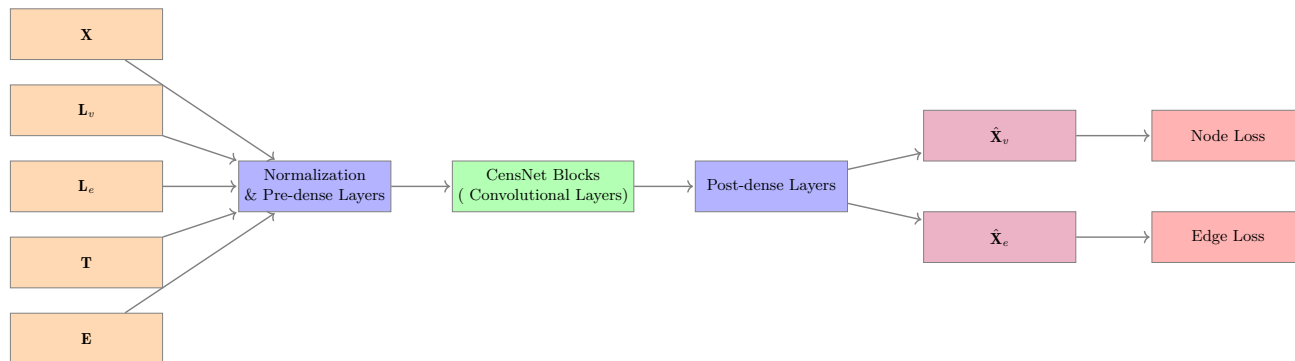 X
L_v
L_e
T
E
Normalization
& Pre-dense Layers
CensNet Blocks
( Convolutional Layers)
Post-dense Layers
X̂_v
X̂_e
Node Loss
Edge Loss